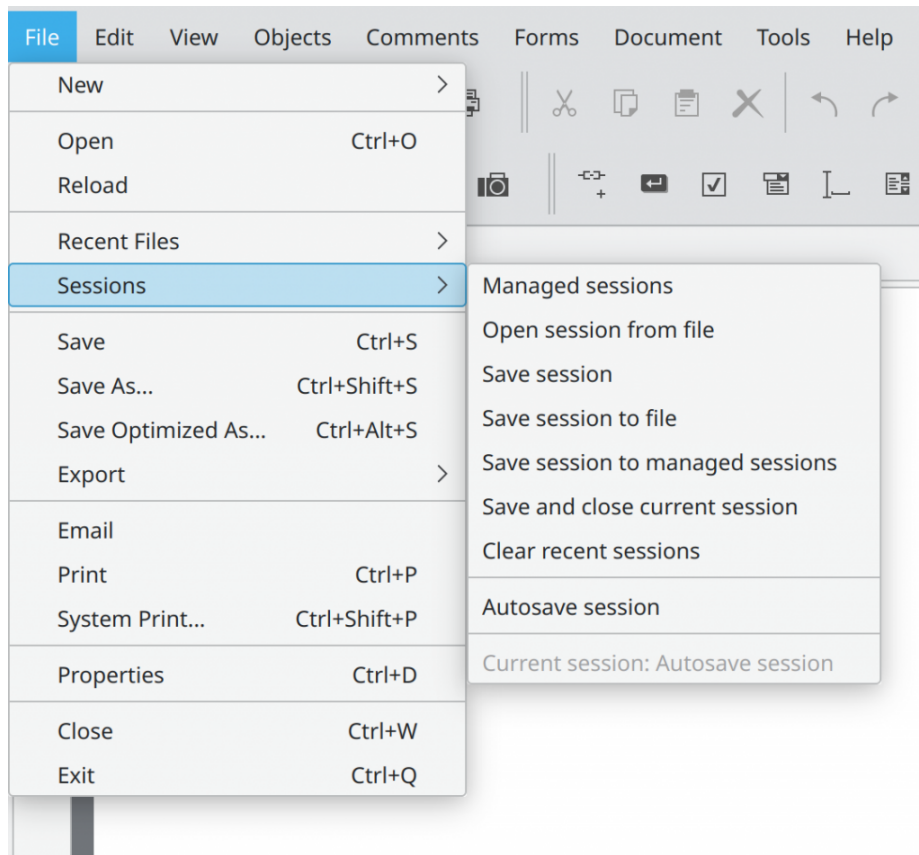 File Edit View Objects Comments Forms Document Tools Help
New
Open Ctrl+O
Reload
Recent Files
Sessions
Save Ctrl+S
Save As... Ctrl+Shift+S
Save Optimized As... Ctrl+Alt+S
Export
Email
Print Ctrl+P
System Print... Ctrl+Shift+P
Properties Ctrl+D
Close Ctrl+W
Exit Ctrl+Q
Managed sessions
Open session from file
Save session
Save session to file
Save session to managed sessions
Save and close current session
Clear recent sessions
Autosave session
Current session: Autosave session